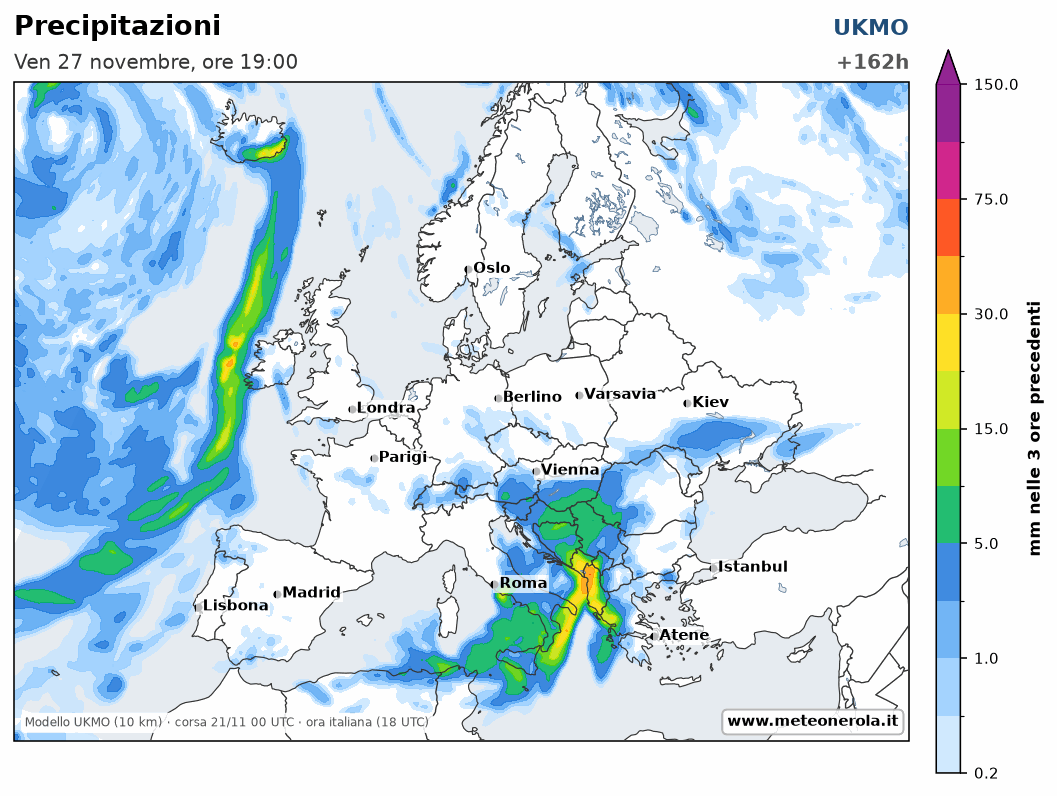 Precipitazioni
UKMO
Ven 27 novembre, ore 19:00
+162h
150.0
75.0
30.0
15.0
5.0
1.0
0.2
mm nelle 3 ore precedenti
Oslo
Berlino
Varsavia
Kiev
Londra
Parigi
Vienna
Istanbul
Roma
Madrid
Lisbona
Atene
Modello UKMO (10 km) · corsa 21/11 00 UTC · ora italiana (18 UTC)
www.meteonerola.it